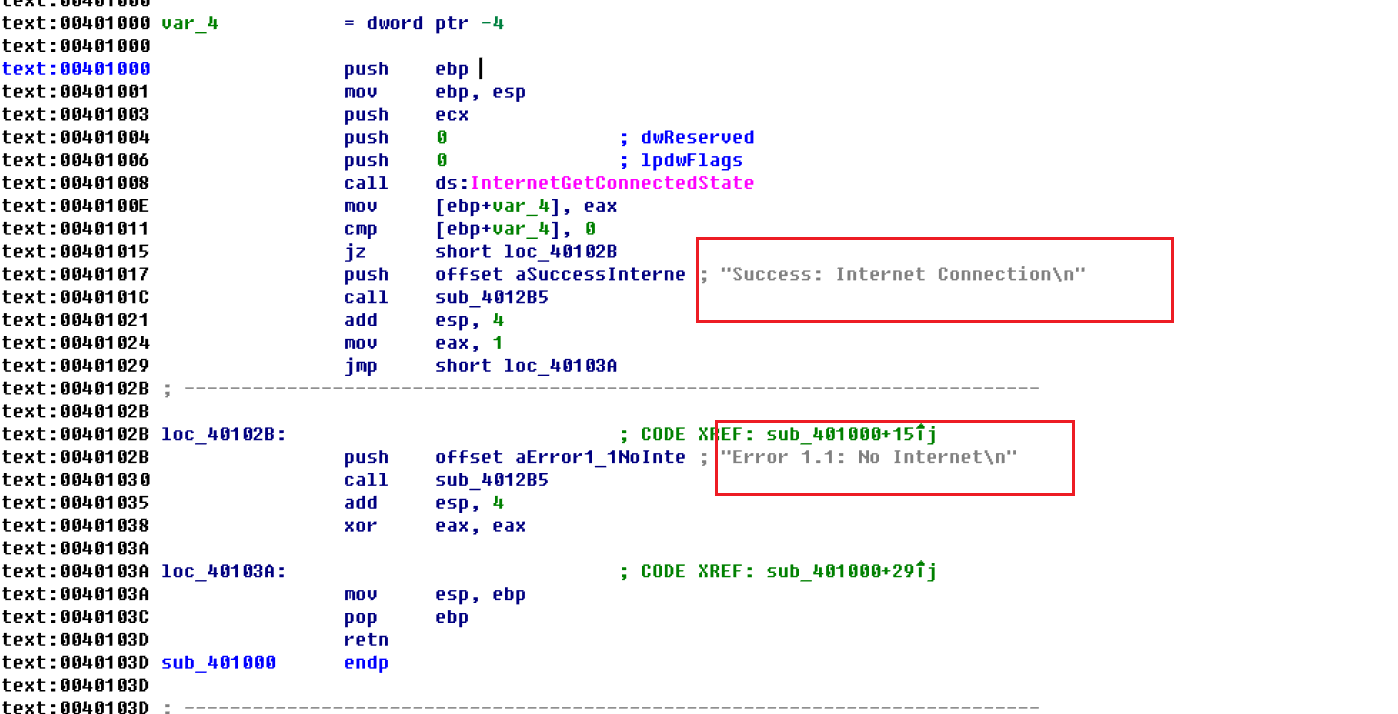 text:00401000
text:00401000 var_4 = dword ptr -4
text:00401000
text:00401000 push ebp
text:00401001 mov ebp, esp
text:00401003 push ecx
text:00401004 push 0 ; dwReserved
text:00401006 push 0 ; lpdwFlags
text:00401008 call ds:InternetGetConnectedState
text:0040100E mov [ebp+var_4], eax
text:00401011 cmp [ebp+var_4], 0
text:00401015 jz short loc_40102B
text:00401017 push offset aSuccessInterne ; "Success: Internet Connection\n"
text:0040101C call sub_4012B5
text:00401021 add esp, 4
text:00401024 mov eax, 1
text:00401029 jmp short loc_40103A
text:0040102B ; ---------------------------------------------------------------------------
text:0040102B
text:0040102B loc_40102B: ; CODE XREF: sub_401000+15↑j
text:0040102B push offset aError1_1NoInte ; "Error 1.1: No Internet\n"
text:00401030 call sub_4012B5
text:00401035 add esp, 4
text:00401038 xor eax, eax
text:0040103A
text:0040103A loc_40103A: ; CODE XREF: sub_401000+29↑j
text:0040103A mov esp, ebp
text:0040103C pop ebp
text:0040103D retn
text:0040103D sub_401000 endp
text:0040103D
text:0040103D ; ---------------------------------------------------------------------------